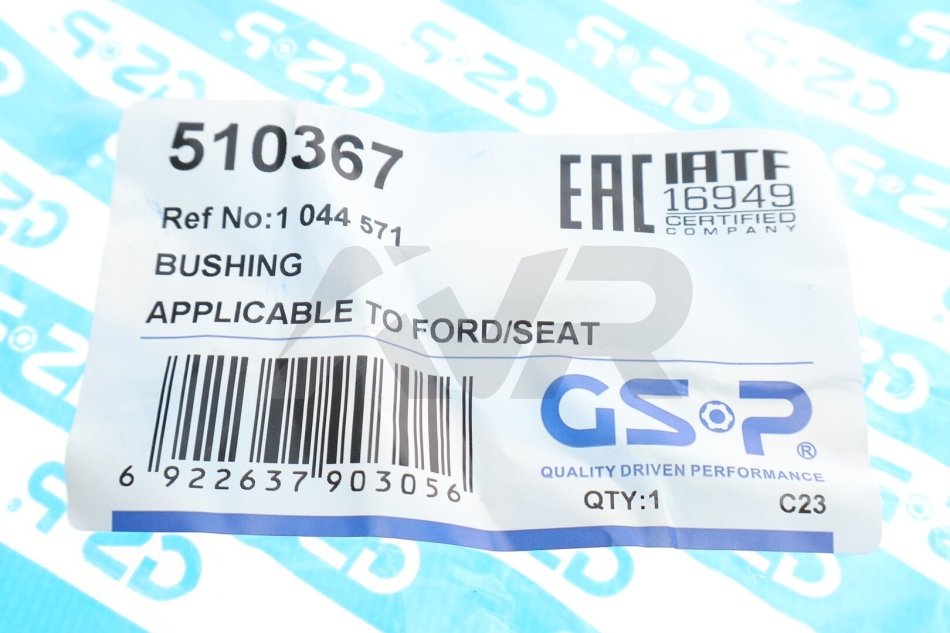 510367
Ref No:1 044 571
BUSHING
APPLICABLE TO FORD/SEAT
EAC
IATF
16949
CERTIFIED
COMPANY
AVR
6 922637 903056
GSP®
QUALITY DRIVEN PERFORMANCE
QTY:1
C23